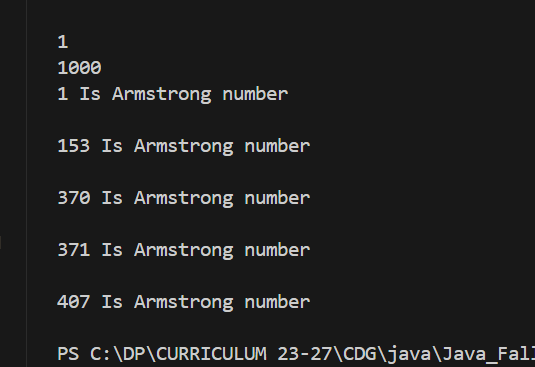 1
1000
1 Is Armstrong number
153 Is Armstrong number
370 Is Armstrong number
371 Is Armstrong number
407 Is Armstrong number
PS C:\DP\CURRICULUM 23-27\CDG\java\Java_Fall